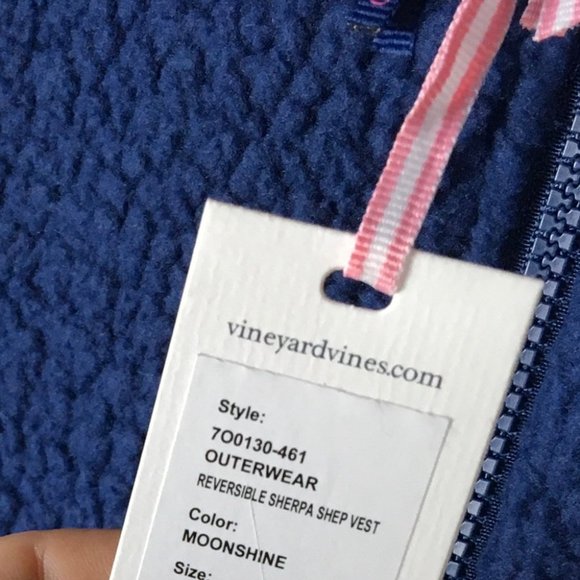 vineyardvines.com
Style:
7O0130-461
OUTERWEAR
REVERSIBLE SHERPA SHEP VEST
Color:
MOONSHINE
Size: